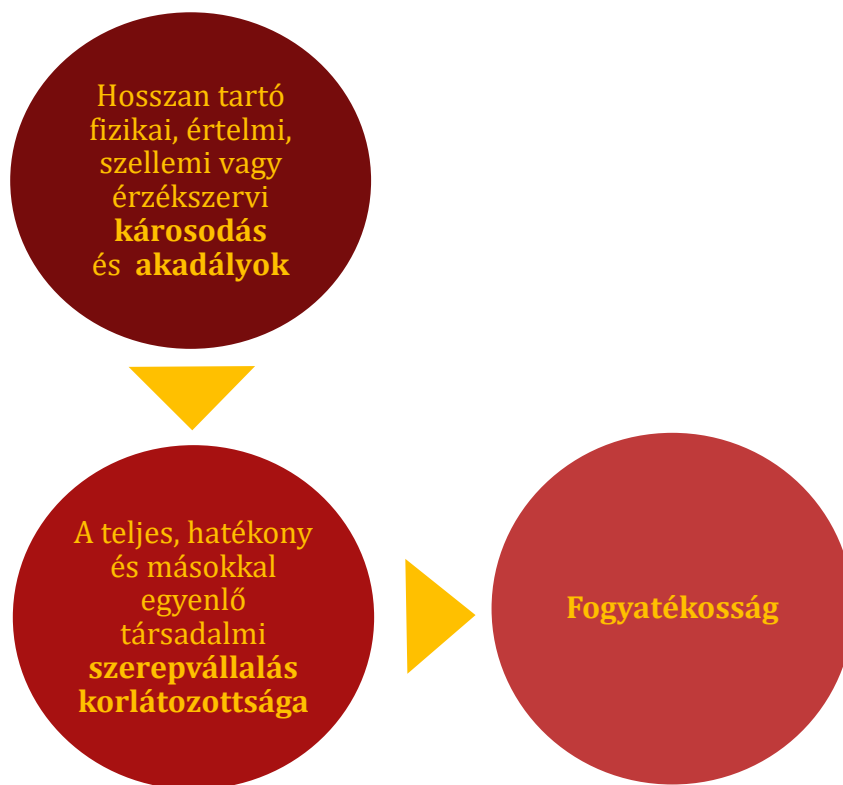 Hosszan tartó
fizikai, értelmi,
szellemi vagy
érzékszervi
károsodás
és akadályok
A teljes, hatékony
és másokkal
egyenlő
társadalmi
szerepvállalás
korlátozottsága
Fogyatékosság